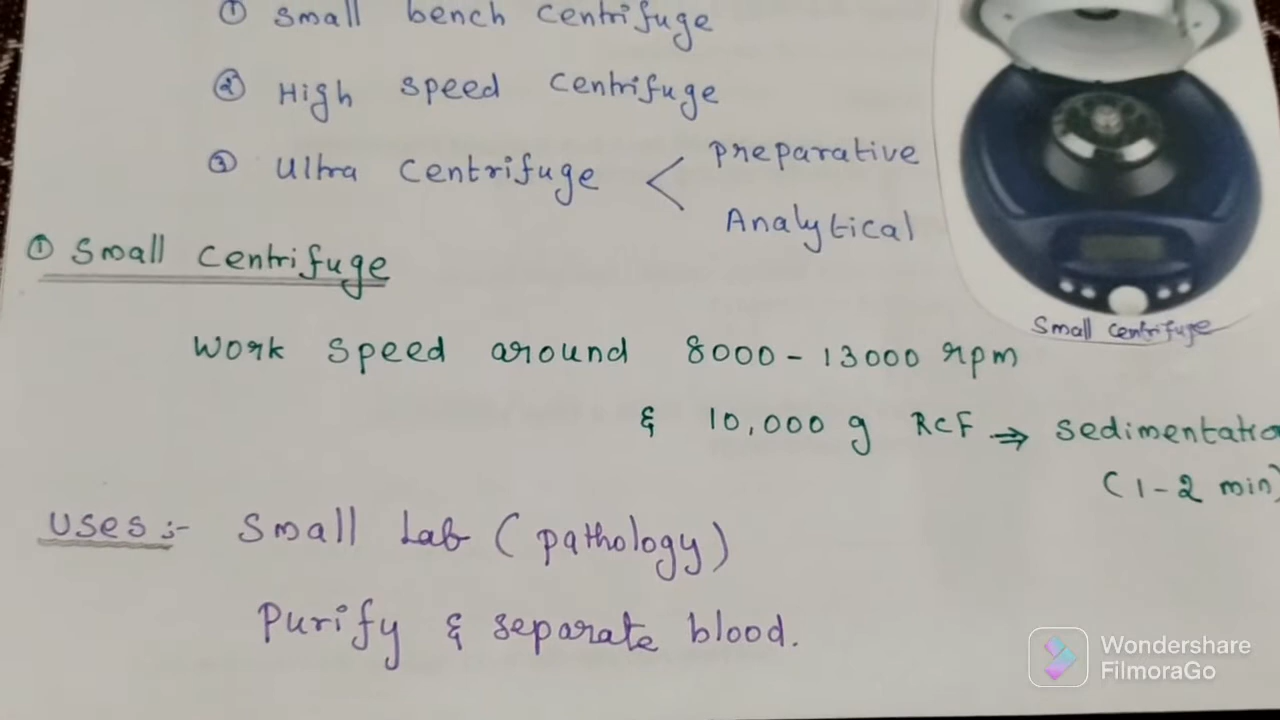 ① Small bench centrifuge
② High speed centrifuge
③ Ultra centrifuge < Preparative
Analytical
Small centrifuge
① Small centrifuge
Work speed around 8000 - 13000 rpm
& 10,000 g RCF ⇒ sedimentatio
(1-2 min)
Uses :- Small Lab (pathology)
Purify & separate blood.
Wondershare
FilmoraGo